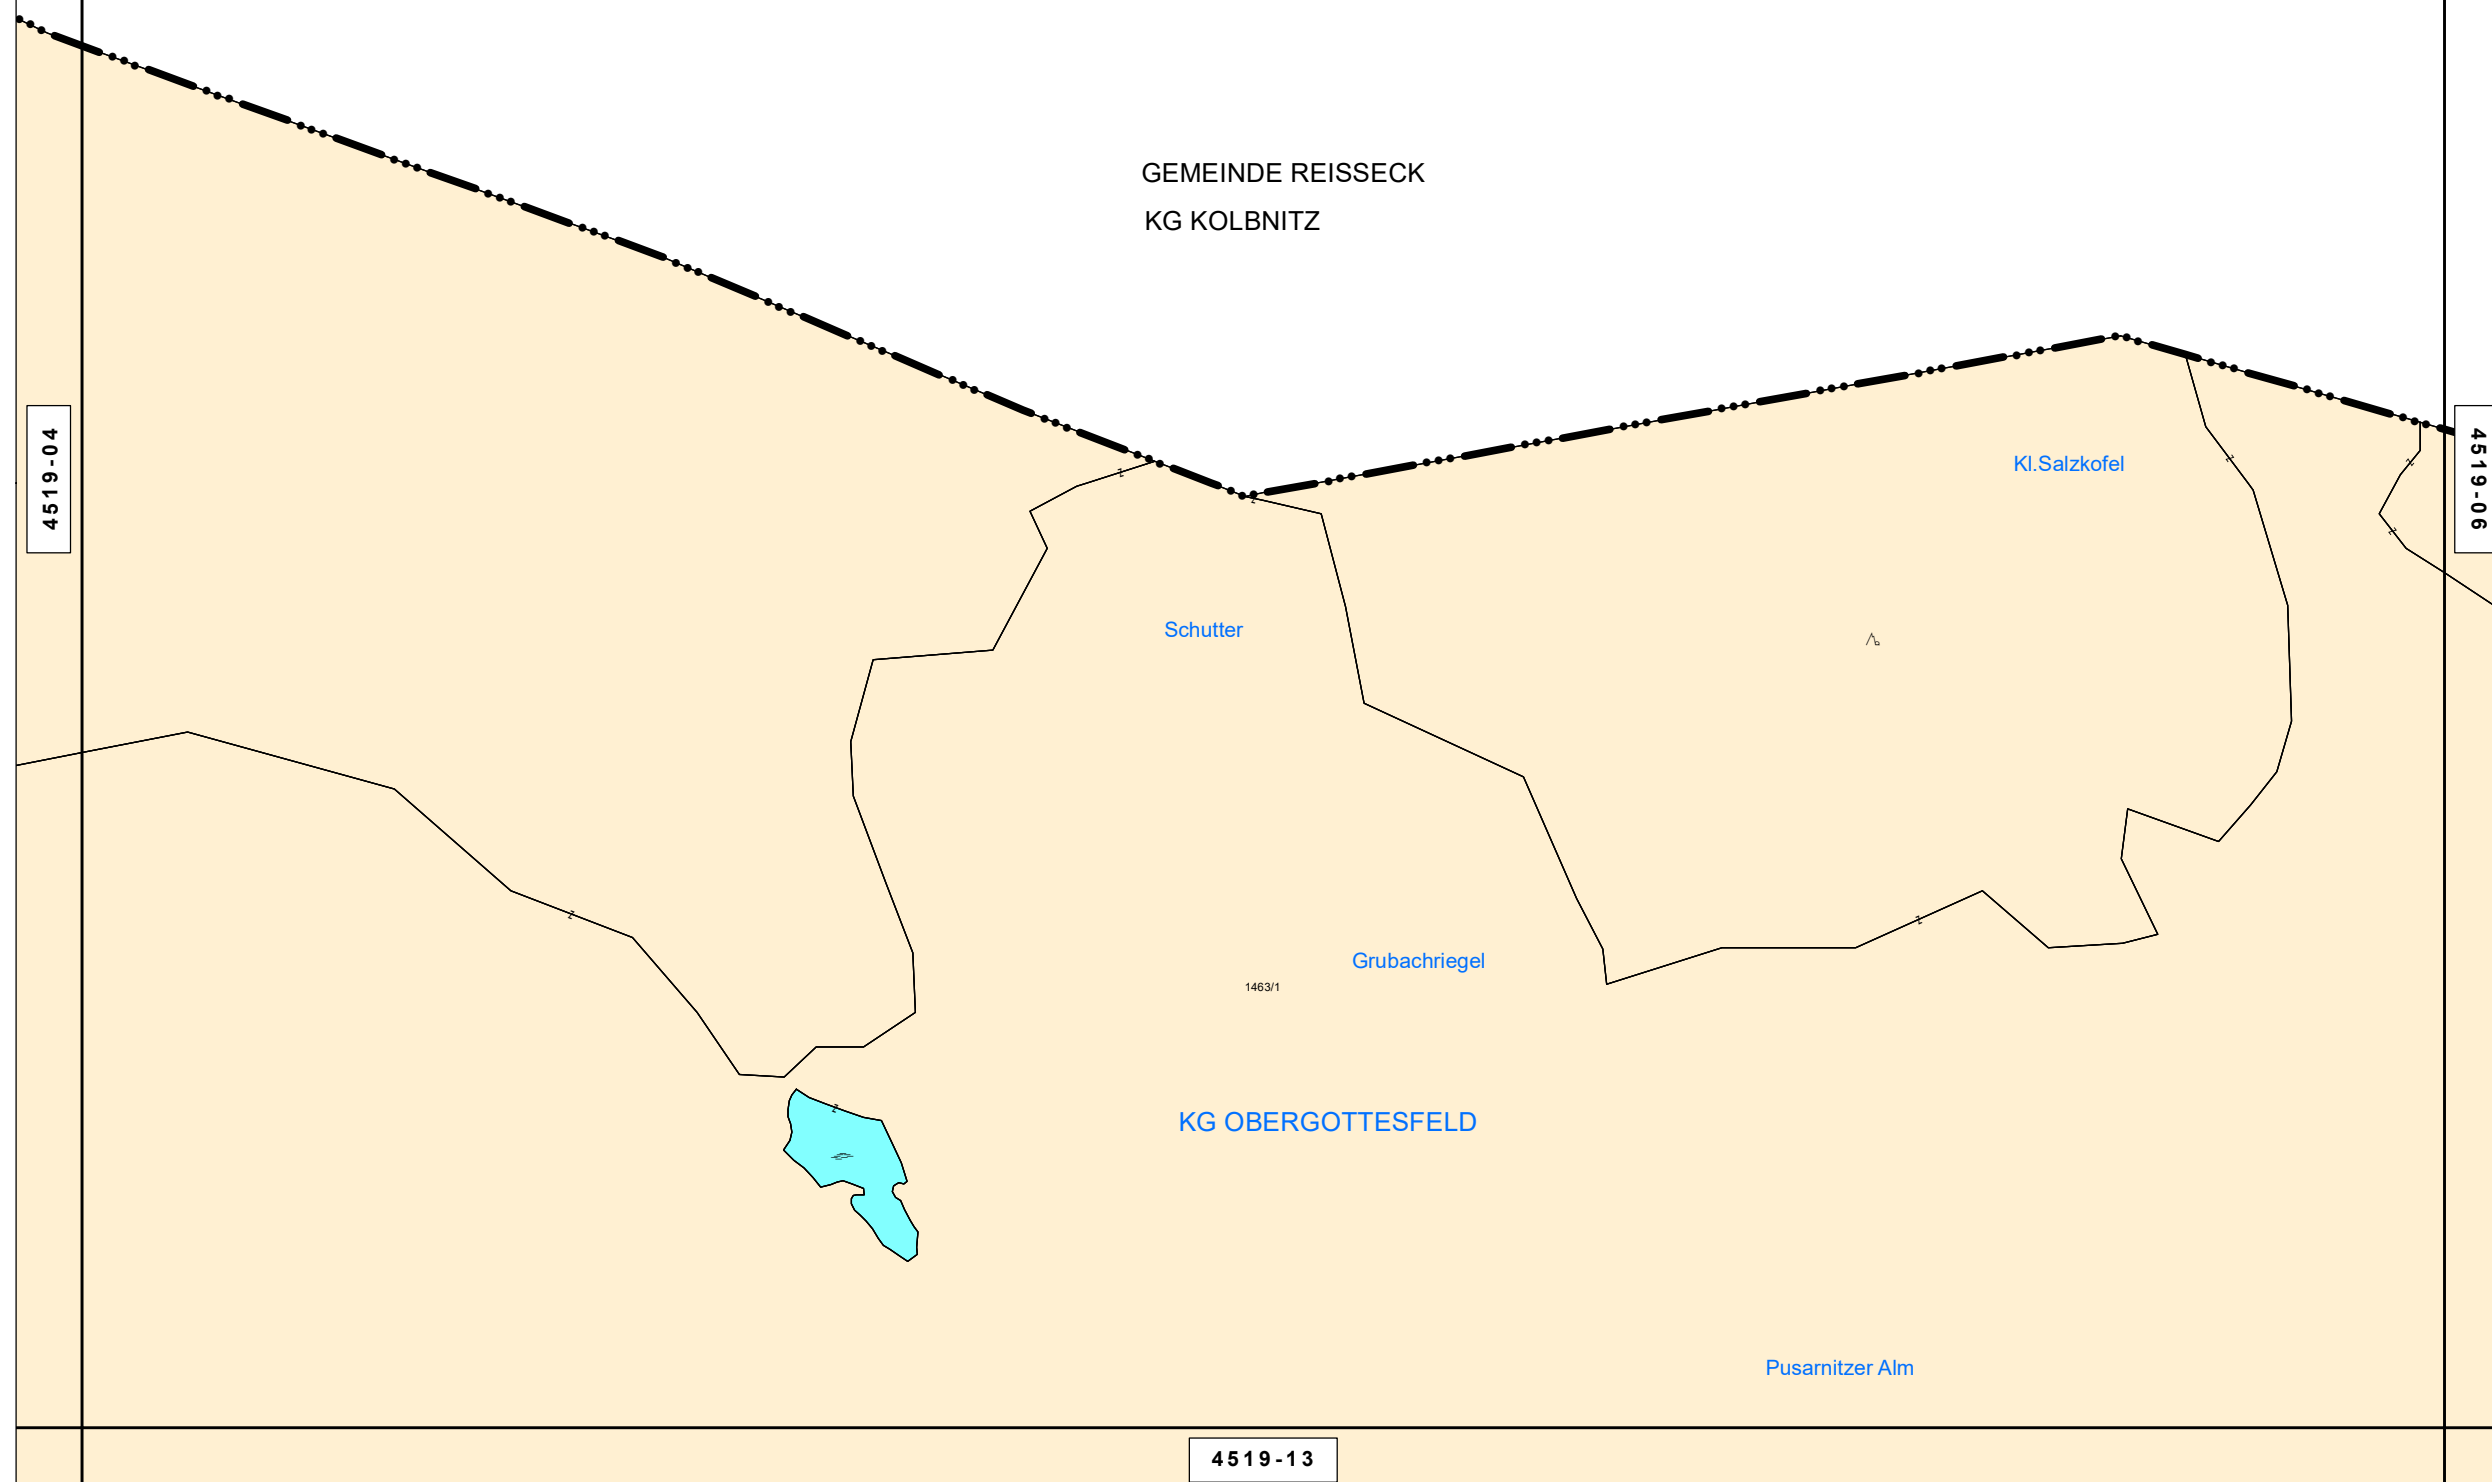 GEMEINDE REISSECK
KG KOLBNITZ
4519-04
4519-06
Kl.Salzkofel
Schutter
Grubachriegel
1463/1
KG OBERGOTTESFELD
Pusarnitzer Alm
4519-13